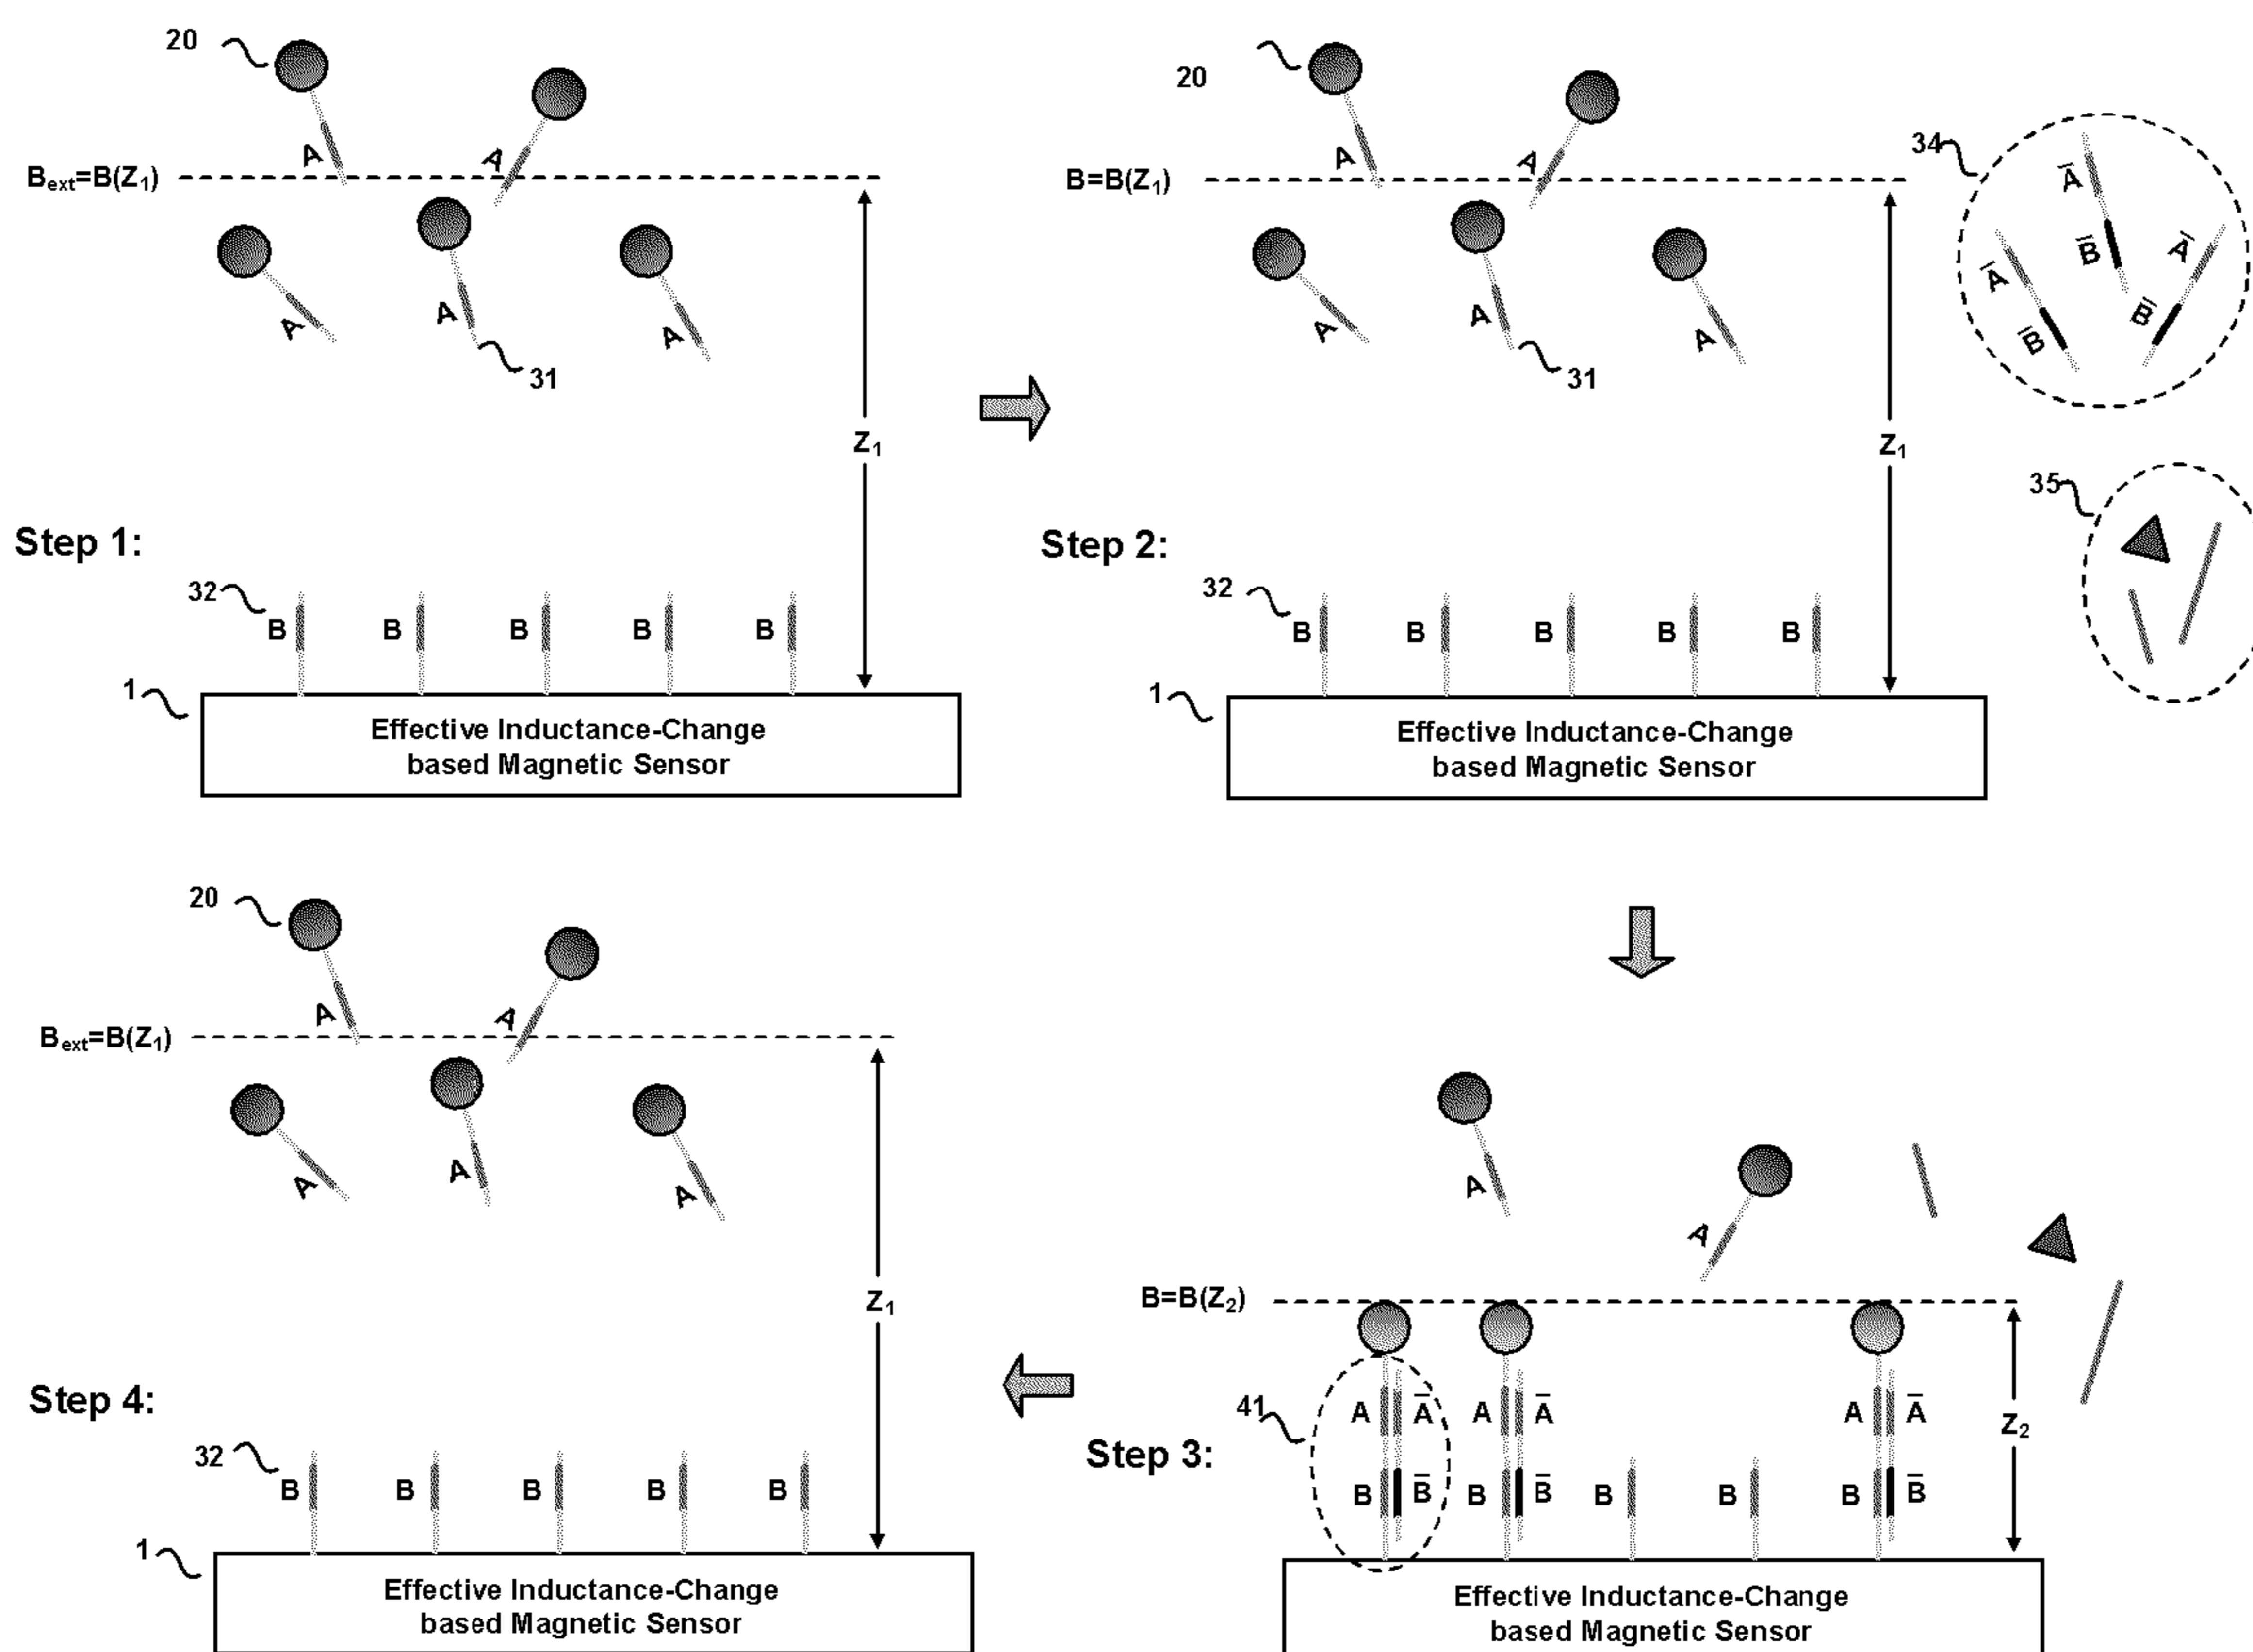 20
A
A
Bext=B(Z1)
A
A
A
31
Z1
Step 1:
32
B B B B B
1
Effective Inductance-Change
based Magnetic Sensor
20
A
A
B=B(Z1)
A
A
A
31
Z1
34
A̅
B̅
A̅
B̅
A̅
B̅
35
Step 2:
32
B B B B B
1
Effective Inductance-Change
based Magnetic Sensor
A
A
B=B(Z2)
41
A A̅ A A̅ A A̅
Z2
Step 3:
B B̅ B B̅ B B B B̅
Effective Inductance-Change
based Magnetic Sensor
20
A
A
Bext=B(Z1)
A
A
A
Z1
Step 4:
32
B B B B B
1
Effective Inductance-Change
based Magnetic Sensor